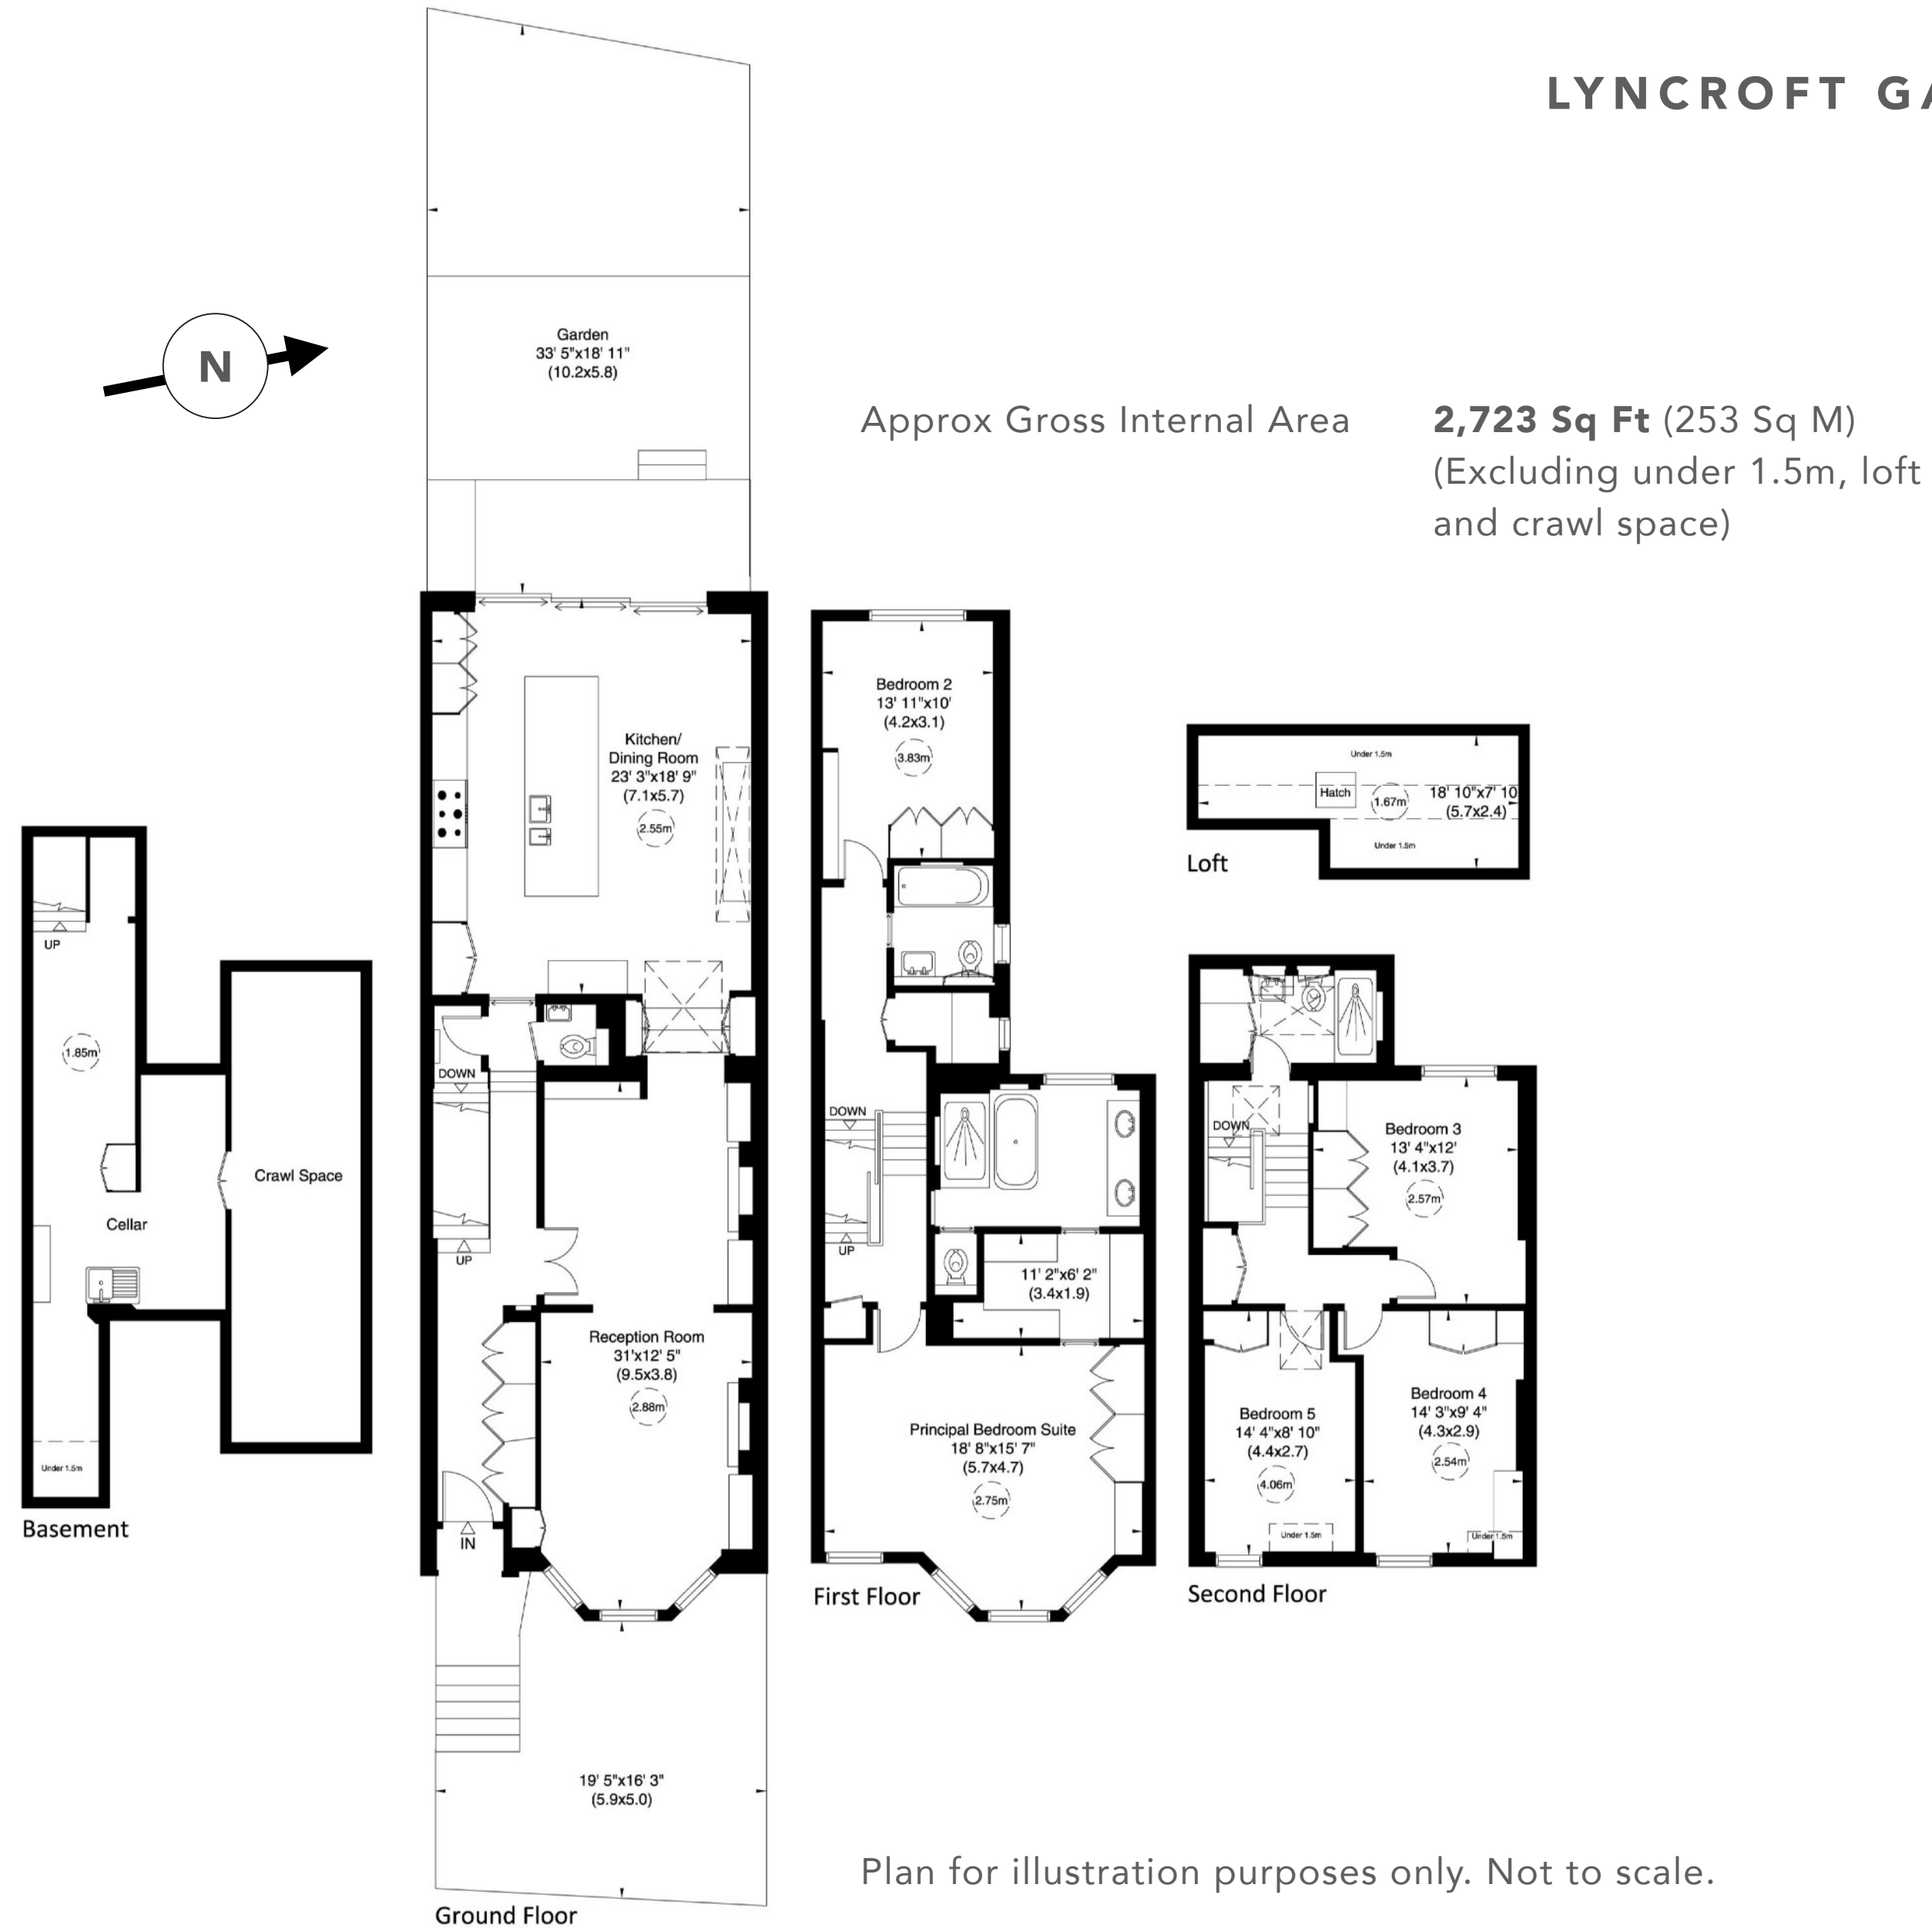 LYNCROFT
N
Approx Gross Internal Area
2,723 Sq Ft (253 Sq M)
(Excluding under 1.5m, loft
and crawl space)
Garden
33' 5"x18' 11"
(10.2x5.8)
Kitchen/
Dining Room
23' 3"x18' 9"
(7.1x5.7)
2.55m
DOWN
UP
Reception Room
31'x12' 5"
(9.5x3.8)
2.88m
IN
19' 5"x16' 3"
(5.9x5.0)
Ground Floor
UP
1.85m
Cellar
Crawl Space
Under 1.5m
Basement
Bedroom 2
13' 11"x10'
(4.2x3.1)
3.83m
DOWN
UP
11' 2"x6' 2"
(3.4x1.9)
Principal Bedroom Suite
18' 8"x15' 7"
(5.7x4.7)
2.75m
First Floor
Under 1.5m
Hatch
1.67m
18' 10"x7' 10
(5.7x2.4)
Under 1.5m
Loft
DOWN
Bedroom 3
13' 4"x12'
(4.1x3.7)
2.57m
Bedroom 5
14' 4"x8' 10"
(4.4x2.7)
4.06m
Under 1.5m
Bedroom 4
14' 3"x9' 4"
(4.3x2.9)
2.54m
Under 1.5m
Second Floor
Plan for illustration purposes only. Not to scale.